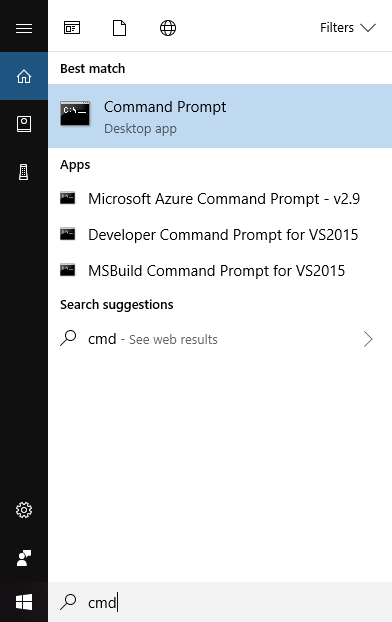 Filters
Best match
Command Prompt
Desktop app
Apps
Microsoft Azure Command Prompt - v2.9
Developer Command Prompt for VS2015
MSBuild Command Prompt for VS2015
Search suggestions
cmd - See web results
cmd